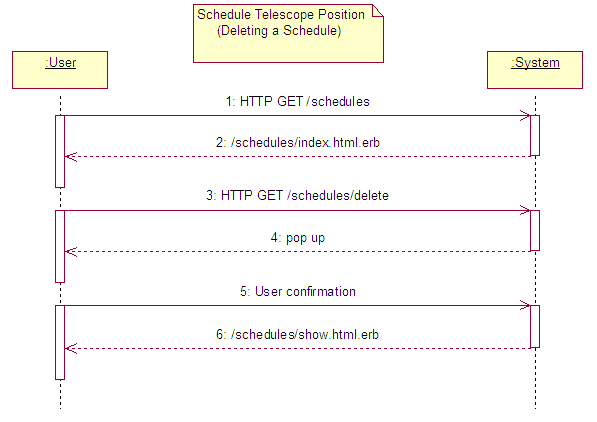 Schedule Telescope Position
(Deleting a Schedule)
:User
:System
1: HTTP GET /schedules
2: /schedules/index.html.erb
3: HTTP GET /schedules/delete
4: pop up
5: User confirmation
6: /schedules/show.html.erb